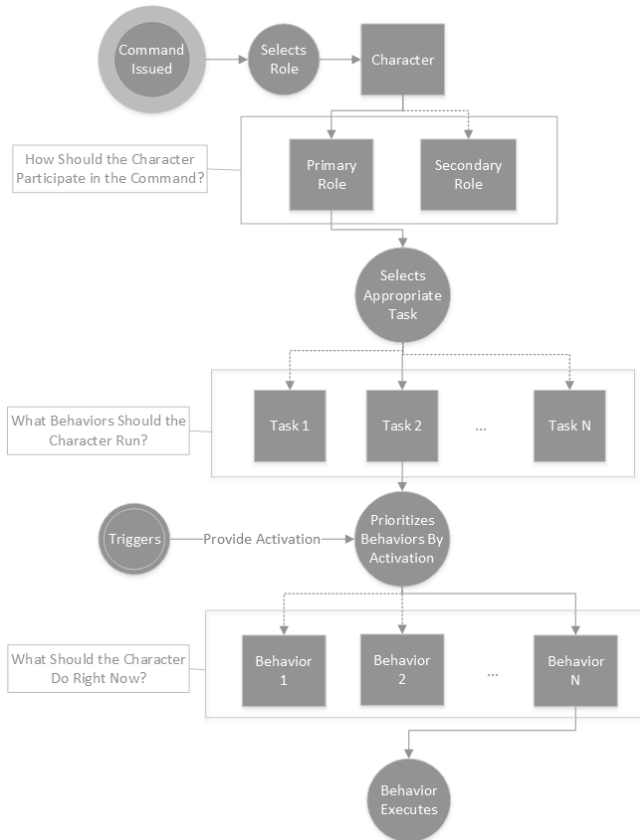 Command
Issued
Selects
Role
Character
How Should the Character
Participate in the Command?
Primary
Role
Secondary
Role
Selects
Appropriate
Task
What Behaviors Should the
Character Run?
Task 1
Task 2
...
Task N
Triggers
Provide Activation
Prioritizes
Behaviors By
Activation
What Should the Character
Do Right Now?
Behavior
1
Behavior
2
...
Behavior
N
Behavior
Executes